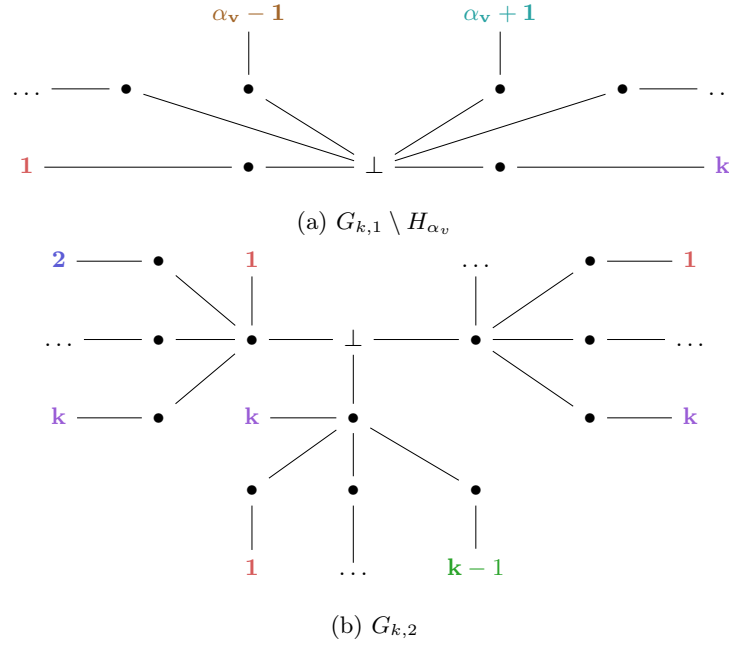 α_v − 1 α_v + 1
... ..
1 ⊥ k
(a) G_{k,1} \ H_{α_v}
2 1 ... 1
... ⊥ ...
k k k
1 ... k − 1
(b) G_{k,2}